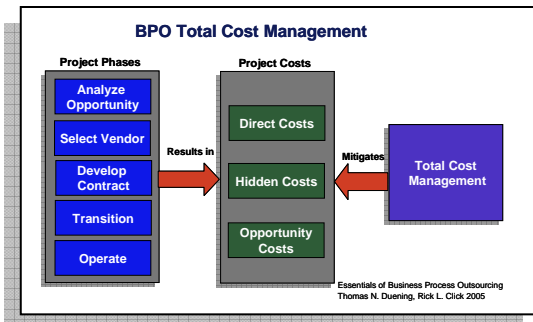 BPO Total Cost Management
Project Phases
Analyze
Opportunity
Select Vendor
Develop
Contract
Transition
Operate
Results in
Project Costs
Direct Costs
Hidden Costs
Opportunity
Costs
Mitigates
Total Cost
Management
Essentials of Business Process Outsourcing
Thomas N. Duening, Rick L. Click 2005